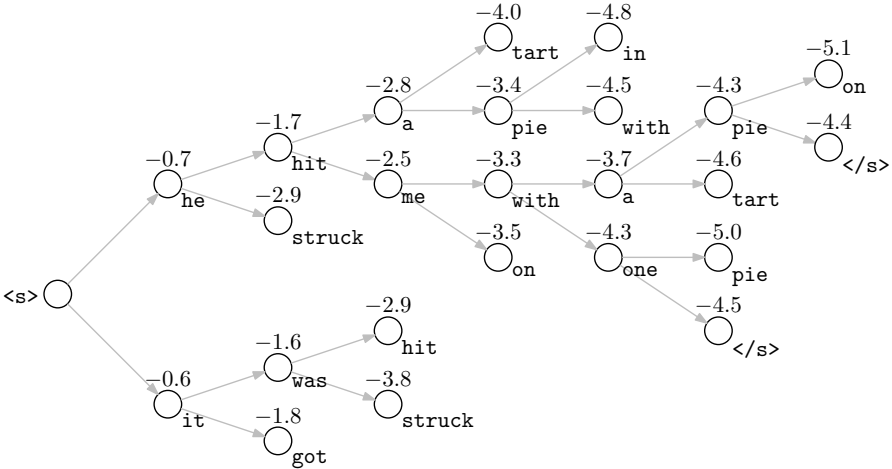 −4.0
tart
−4.8
in
−2.8
a
−3.4
pie
−4.5
with
−4.3
pie
−5.1
on
−4.4
</s>
−1.7
hit
−0.7
he
−2.9
struck
−2.5
me
−3.3
with
−3.7
a
−4.6
tart
−3.5
on
−4.3
one
−5.0
pie
−4.5
</s>
<s>
−0.6
it
−1.6
was
−2.9
hit
−3.8
struck
−1.8
got